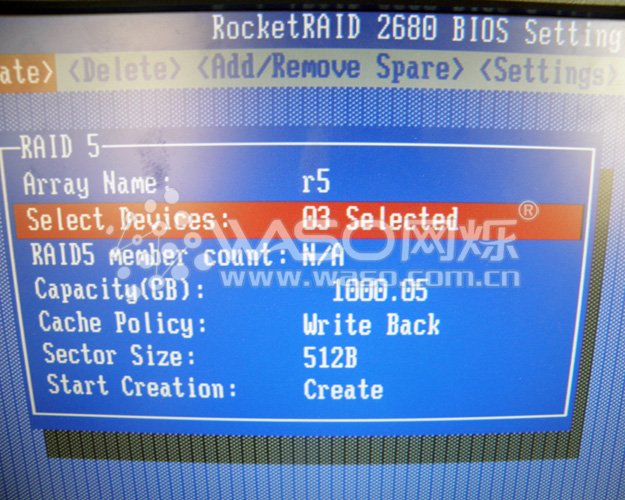 RocketRAID 2680 BIOS Setting
ate> <Delete> <Add/Remove Spare> <Settings>
RAID 5
Array Name: r5
Select Devices: 03 Selected
WASO网烁®
RAID5 member count: N/A
www.waso.com.cn
Capacity(GB): 1000.05
Cache Policy: Write Back
Sector Size: 512B
Start Creation: Create